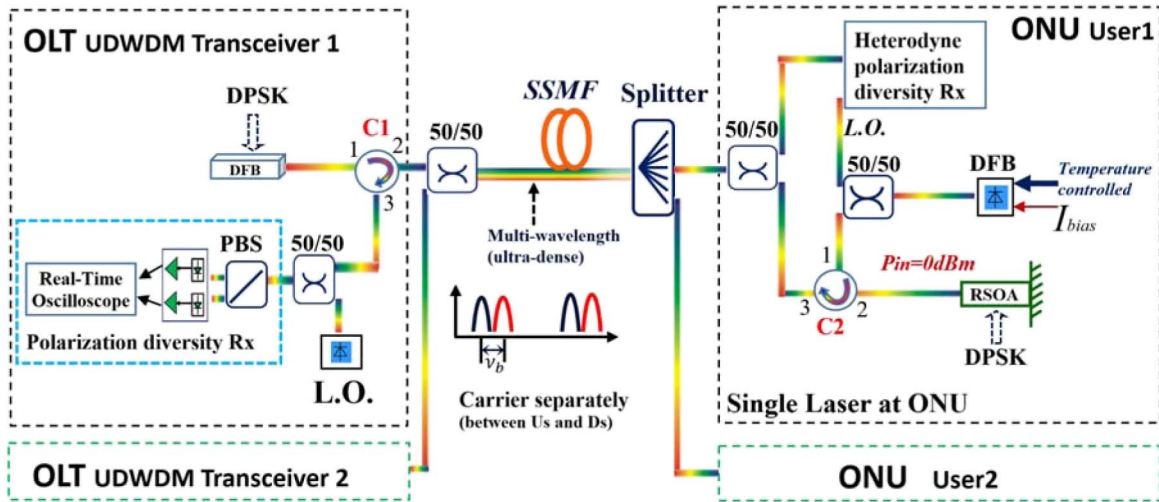 OLT UDWDM Transceiver 1
DPSK
DFB
C1
1
2
3
50/50
PBS
50/50
Real-Time
Oscilloscope
Polarization diversity Rx
L.O.
OLT UDWDM Transceiver 2
SSMF
Splitter
Multi-wavelength
(ultra-dense)
νb
Carrier separately
(between Us and Ds)
ONU User1
Heterodyne
polarization
diversity Rx
50/50
L.O.
50/50
DFB
Temperature
controlled
Ibias
1
Pin=0dBm
3
2
C2
RSOA
DPSK
Single Laser at ONU
ONU User2